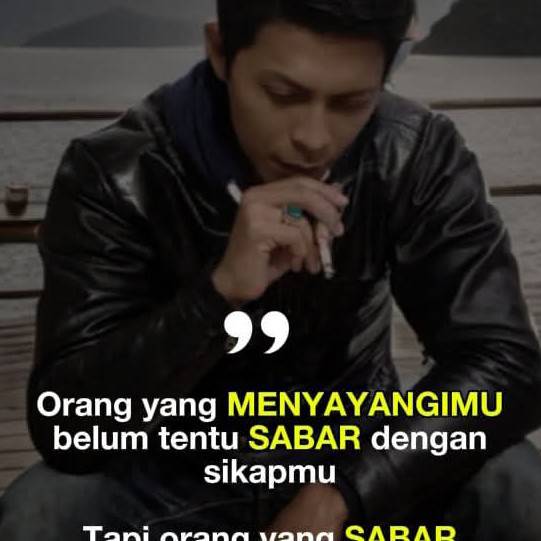 ”
Orang yang MENYAYANGIMU
belum tentu SABAR dengan
sikapmu
Tapi orang yang SABAR